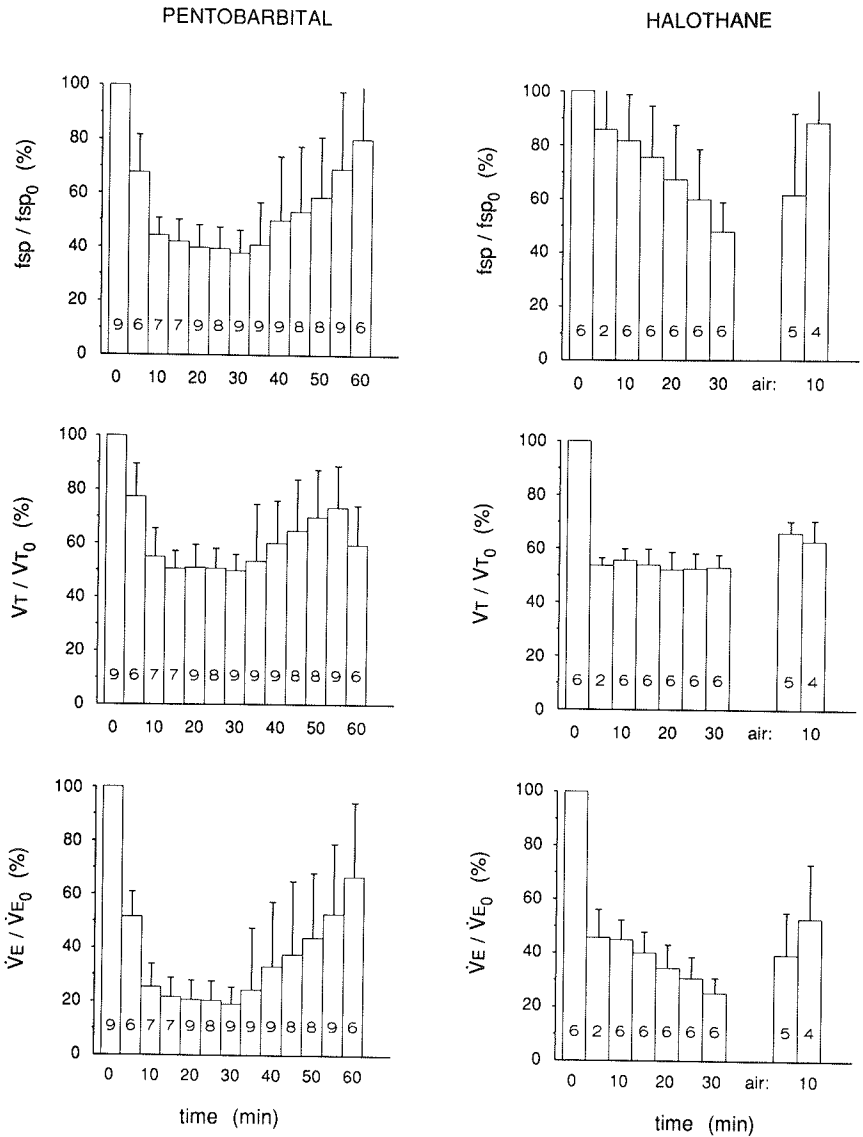 PENTOBARBITAL
fsp / fsp0 (%)
100
80
60
40
20
0
9 6 7 7 9 8 9 9 9 8 8 9 6
0 10 20 30 40 50 60
VT / VT0 (%)
100
80
60
40
20
0
9 6 7 7 9 8 9 9 9 8 8 9 6
0 10 20 30 40 50 60
V̇E / V̇E0 (%)
100
80
60
40
20
0
9 6 7 7 9 8 9 9 9 8 8 9 6
0 10 20 30 40 50 60
time (min)
HALOTHANE
fsp / fsp0 (%)
100
80
60
40
20
0
6 2 6 6 6 6 6 5 4
0 10 20 30 air: 10
VT / VT0 (%)
100
80
60
40
20
0
6 2 6 6 6 6 6 5 4
0 10 20 30 air: 10
V̇E / V̇E0 (%)
100
80
60
40
20
0
6 2 6 6 6 6 6 5 4
0 10 20 30 air: 10
time (min)